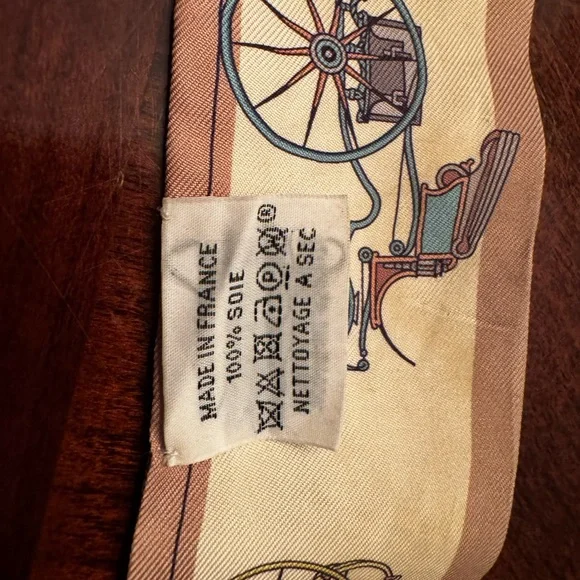 MADE IN FRANCE
100% SOIE
P ®
NETTOYAGE A SEC